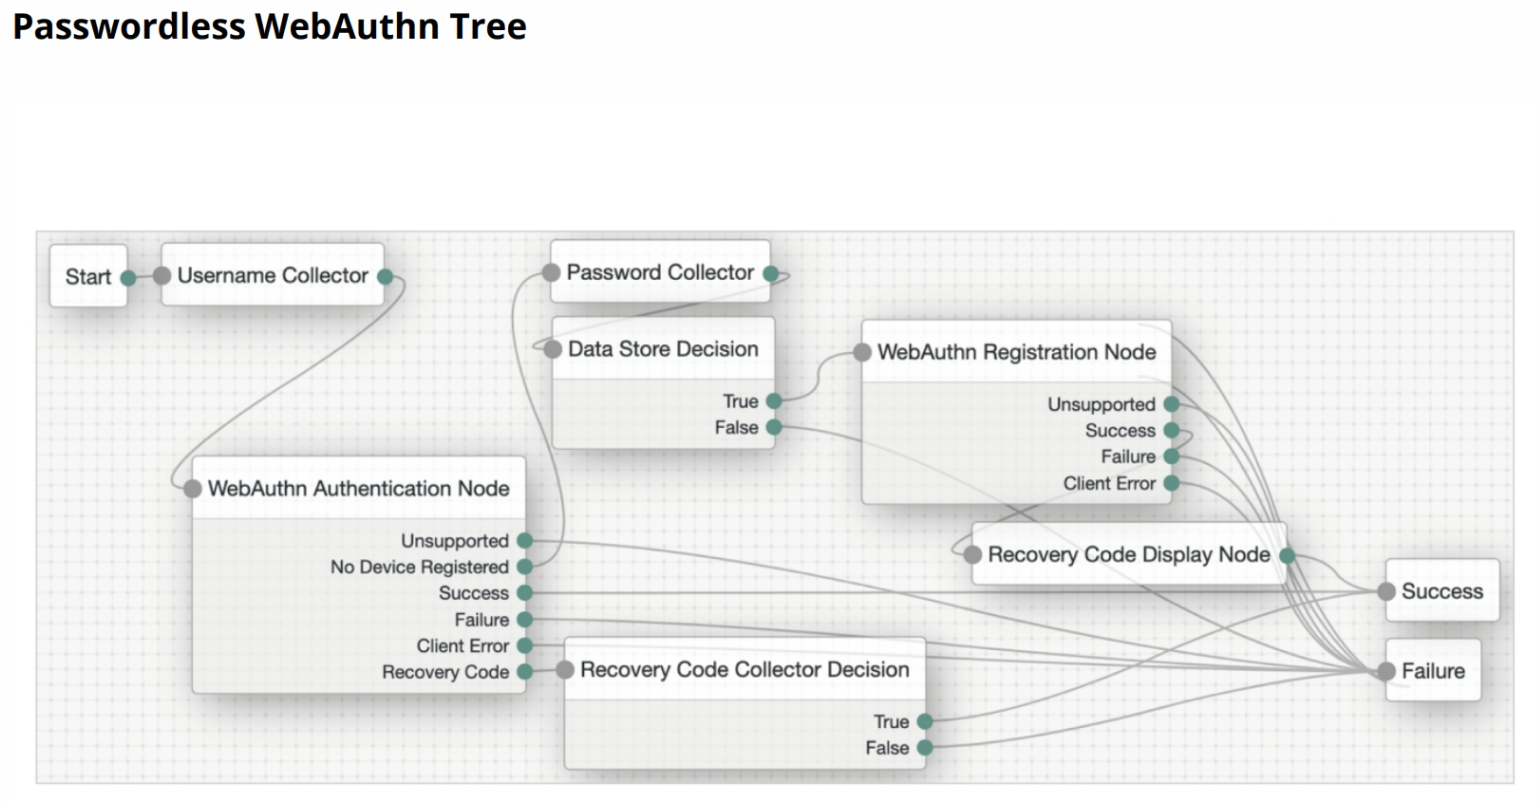 Passwordless WebAuthn Tree
Start
Username Collector
Password Collector
Data Store Decision
True
False
WebAuthn Registration Node
Unsupported
Success
Failure
Client Error
WebAuthn Authentication Node
Unsupported
No Device Registered
Success
Failure
Client Error
Recovery Code
Recovery Code Display Node
Recovery Code Collector Decision
True
False
Success
Failure